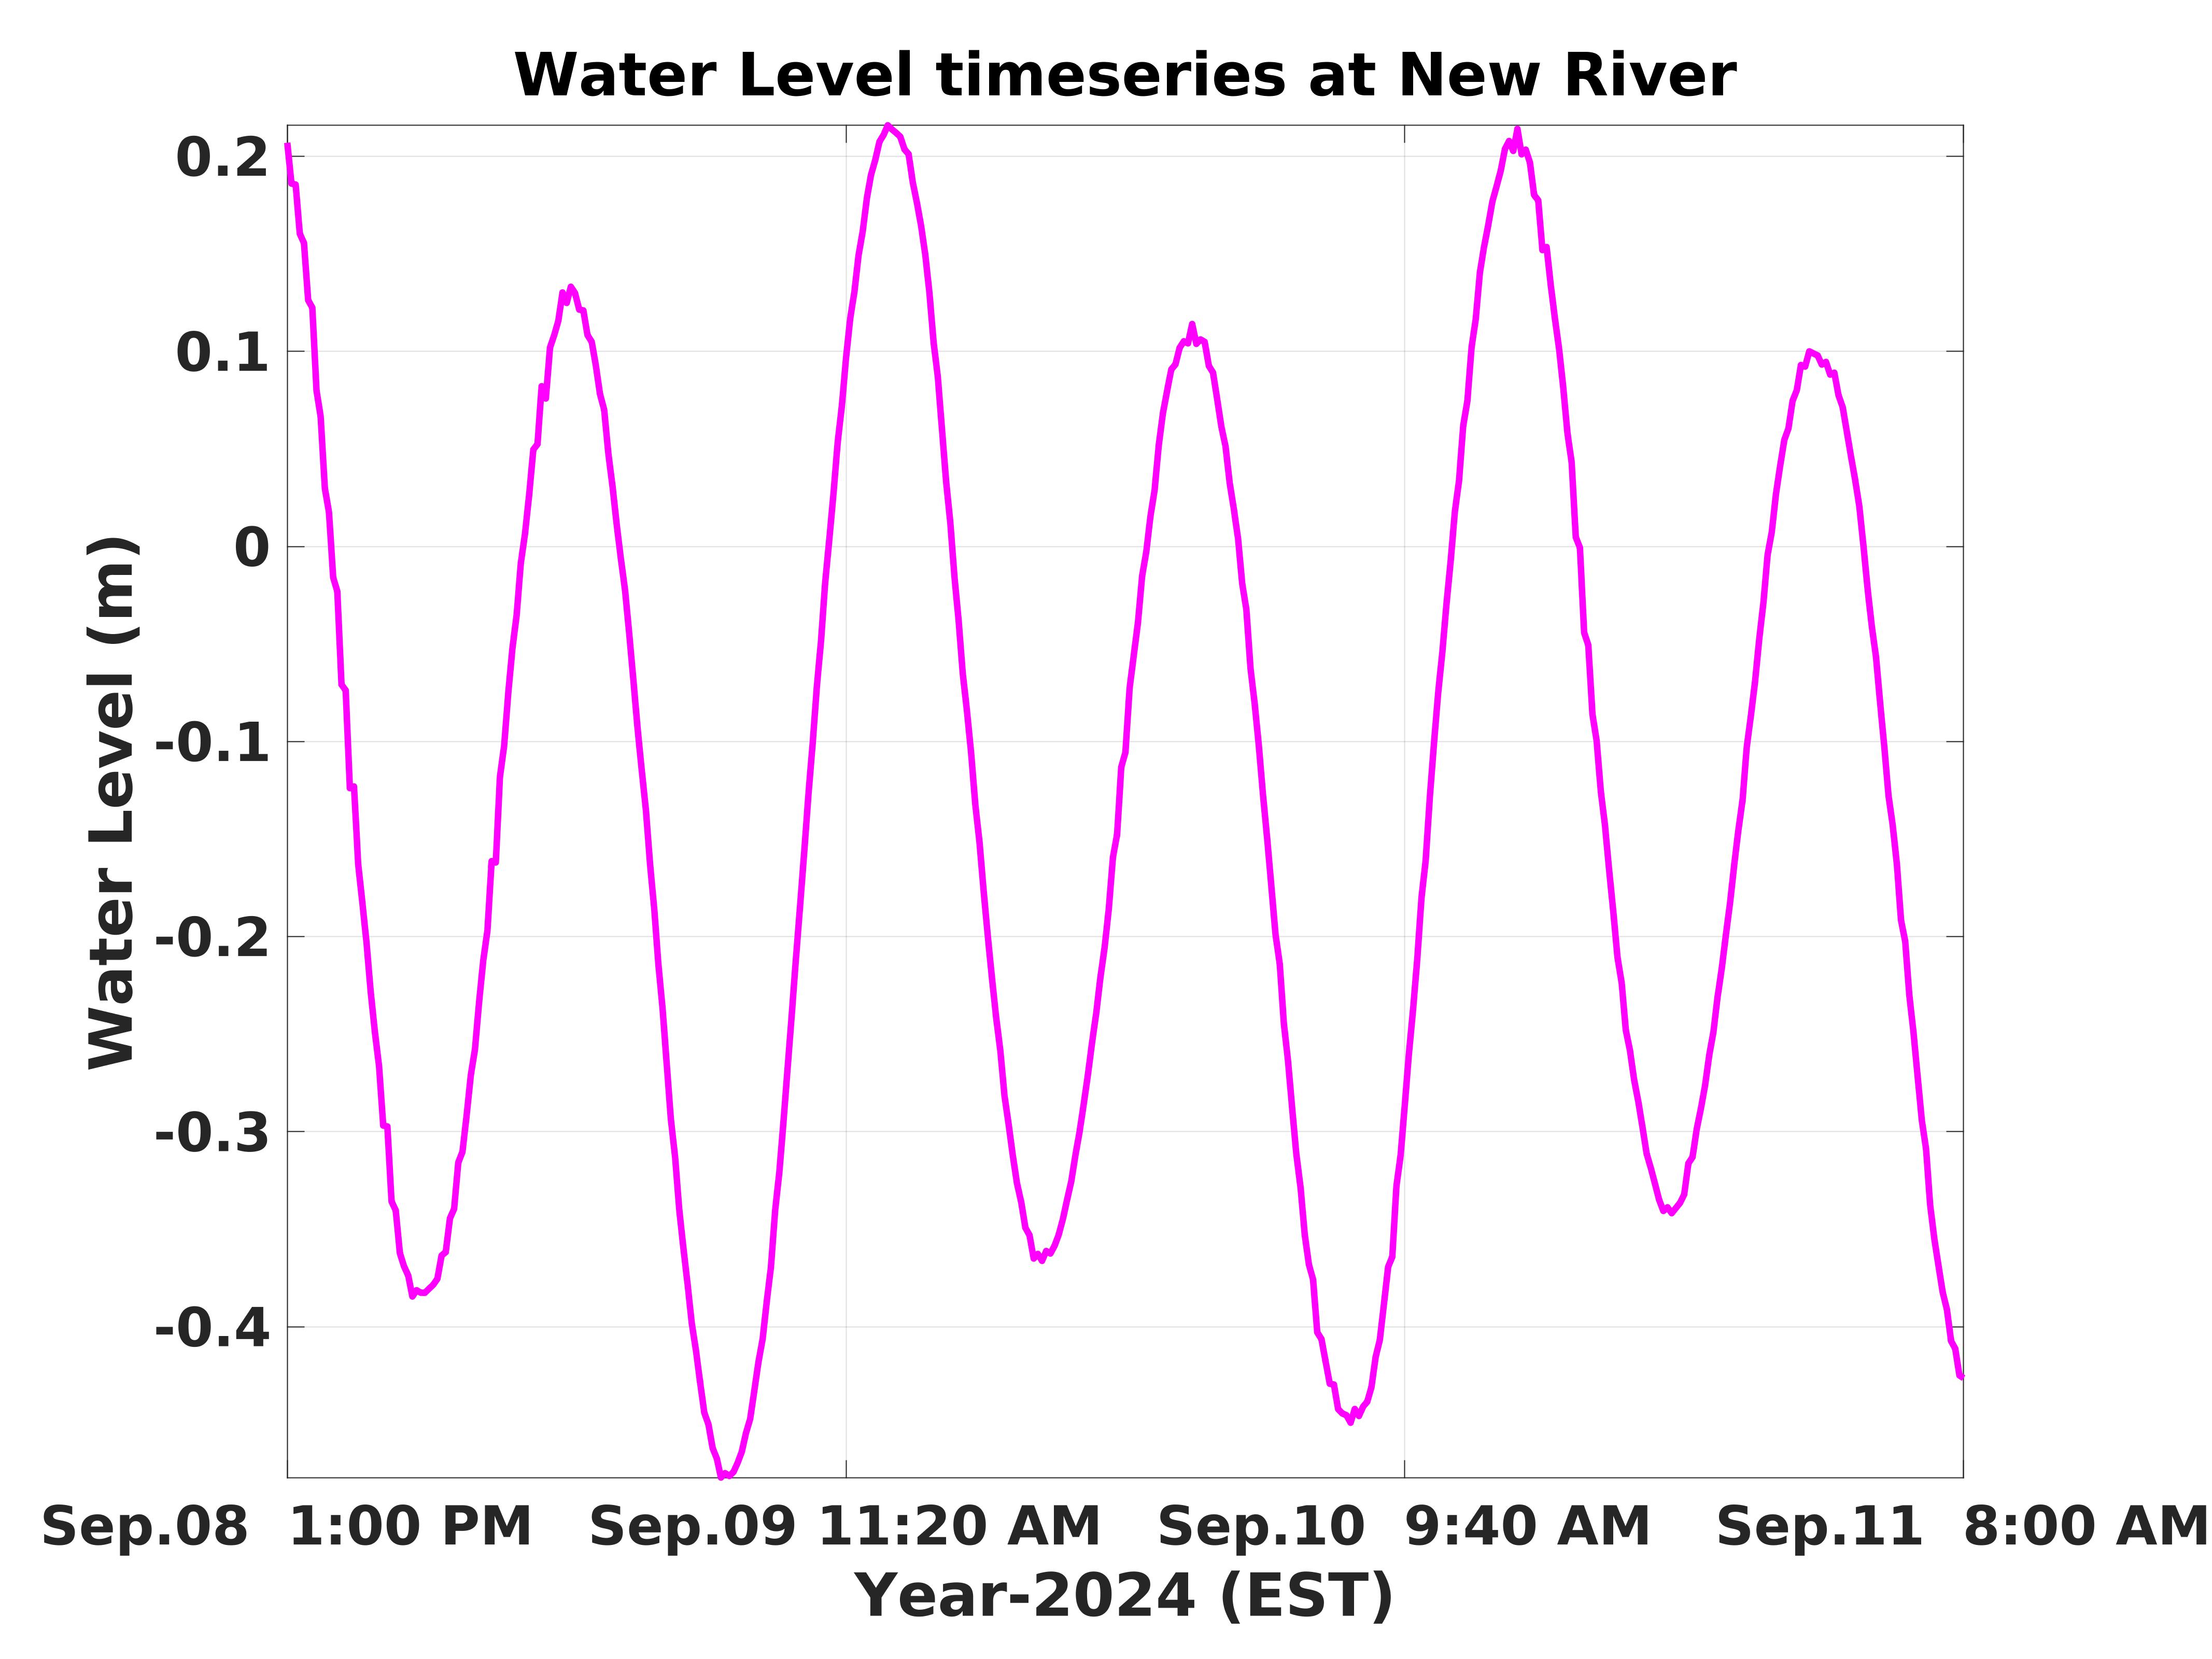 Water Level timeseries at New River
Water Level (m)
0.2
0.1
0
-0.1
-0.2
-0.3
-0.4
Sep.08 1:00 PM Sep.09 11:20 AM Sep.10 9:40 AM Sep.11 8:00 AM
Year-2024 (EST)